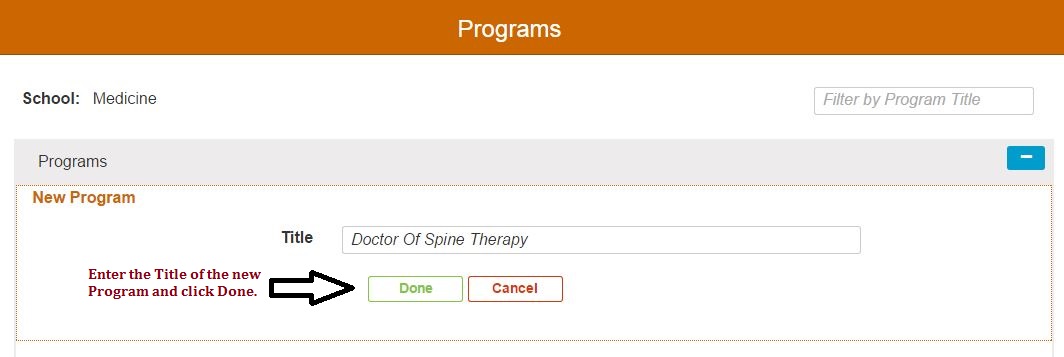 Programs
School: Medicine
Filter by Program Title
Programs
New Program
Title
Doctor Of Spine Therapy
Enter the Title of the new
Program and click Done.
Done
Cancel